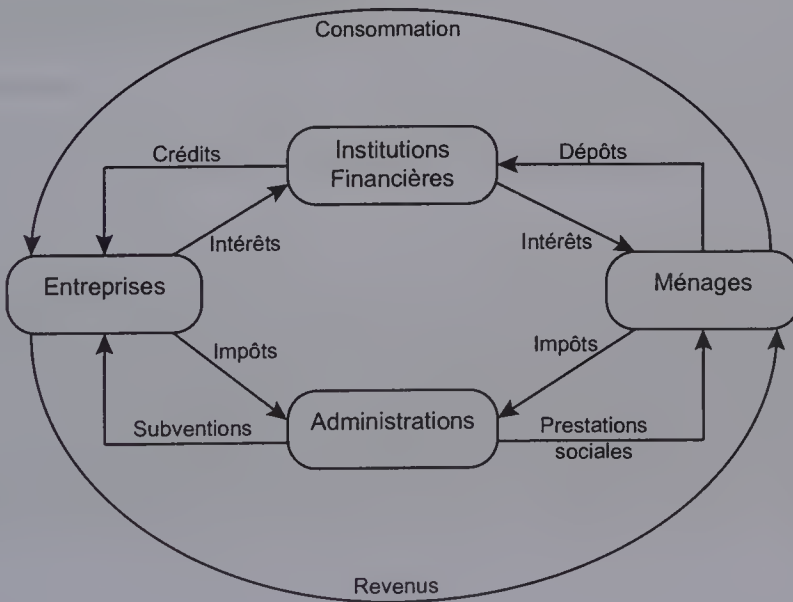 Consommation
Institutions
Financières
Crédits
Dépôts
Intérêts
Intérêts
Entreprises
Ménages
Impôts
Impôts
Administrations
Subventions
Prestations
sociales
Revenus